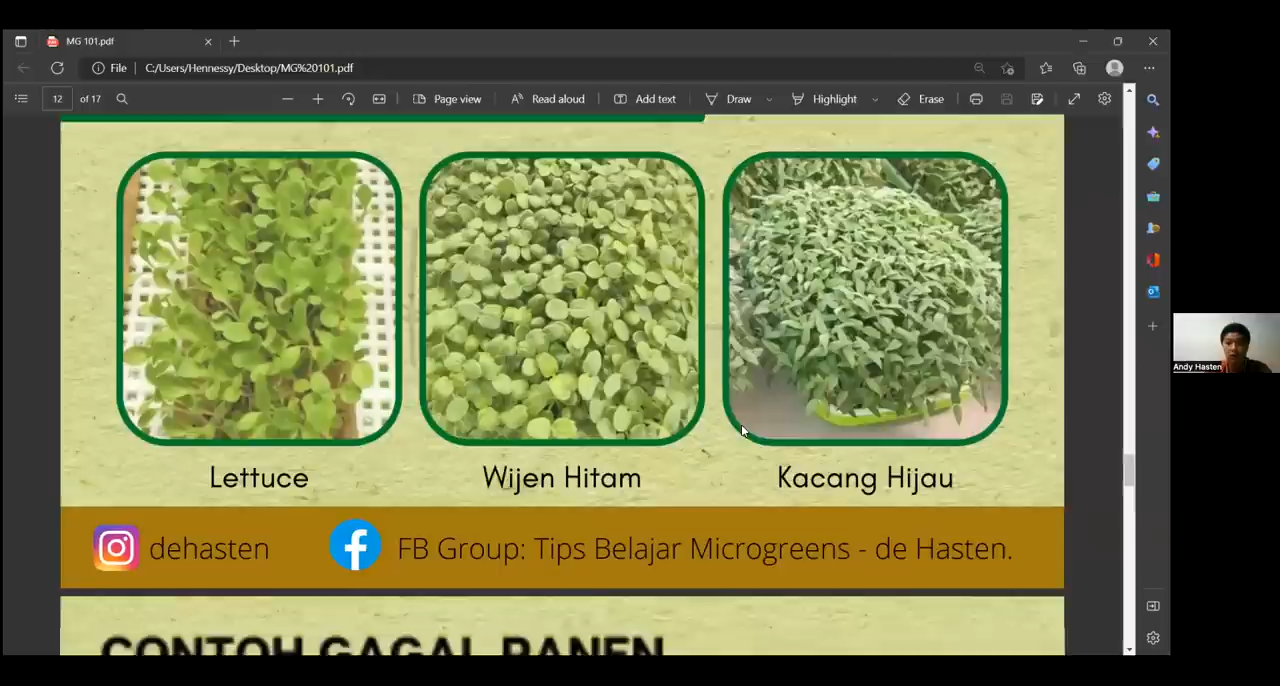 MG 101.pdf
File
C:/Users/Hennessy/Desktop/MG%20101.pdf
12 of 17
Page view
Read aloud
Add text
Draw
Highlight
Erase
Lettuce
Wijen Hitam
Kacang Hijau
dehasten
FB Group: Tips Belajar Microgreens - de Hasten.
CONTOH GAGAL PANEN
Andy Hasten